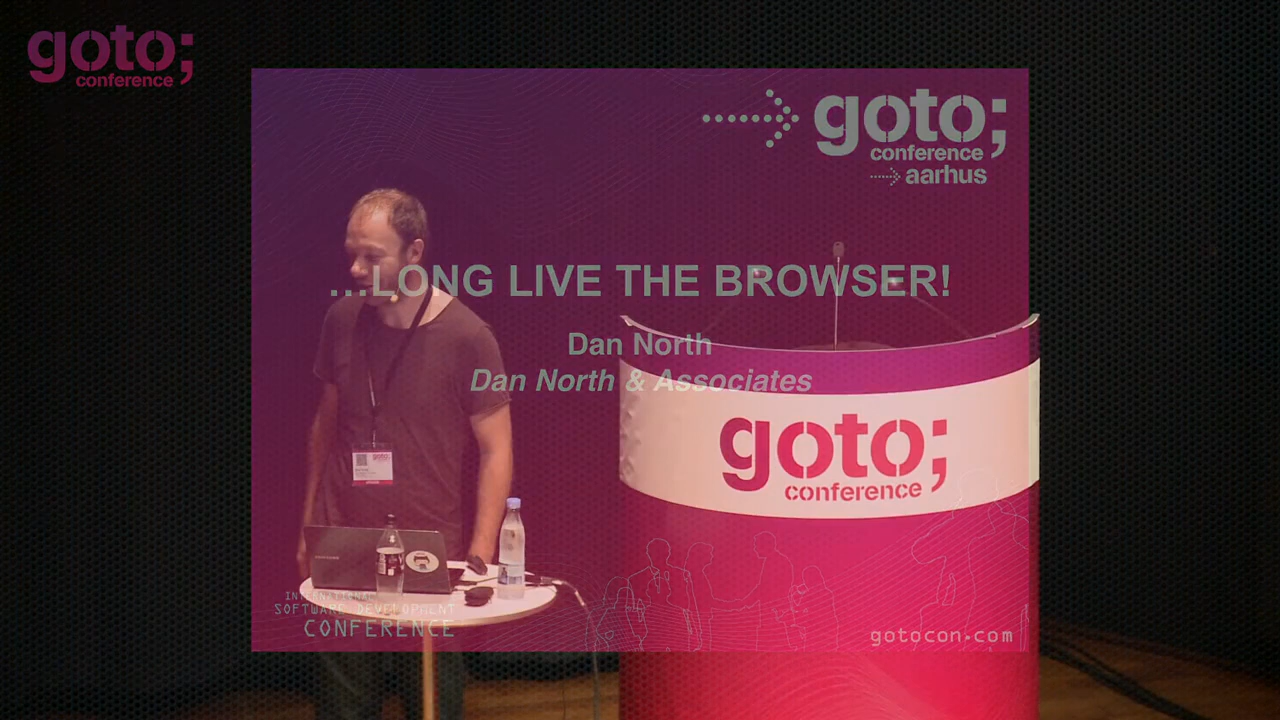 goto;
conference
goto;
conference
aarhus
...LONG LIVE THE BROWSER!
Dan North
Dan North & Associates
goto;
conference
INTERNATIONAL
SOFTWARE DEVELOPMENT
CONFERENCE
gotocon.com